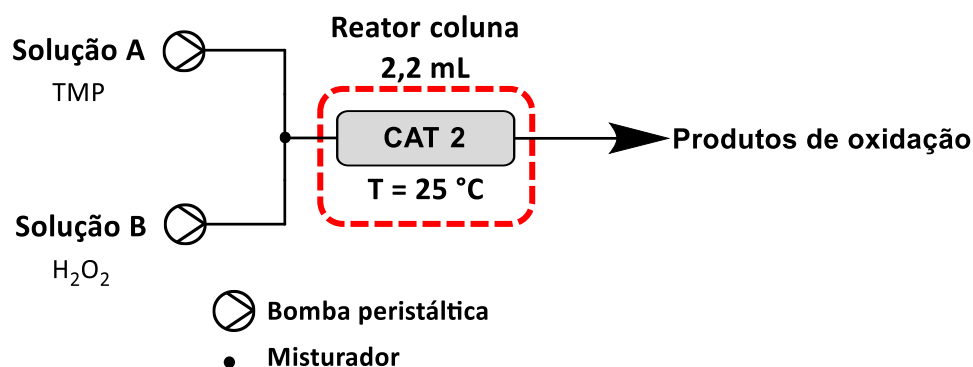 Solução A
TMP
Reator coluna
2,2 mL
CAT 2
T = 25 °C
Produtos de oxidação
Solução B
H₂O₂
Bomba peristáltica
Misturador